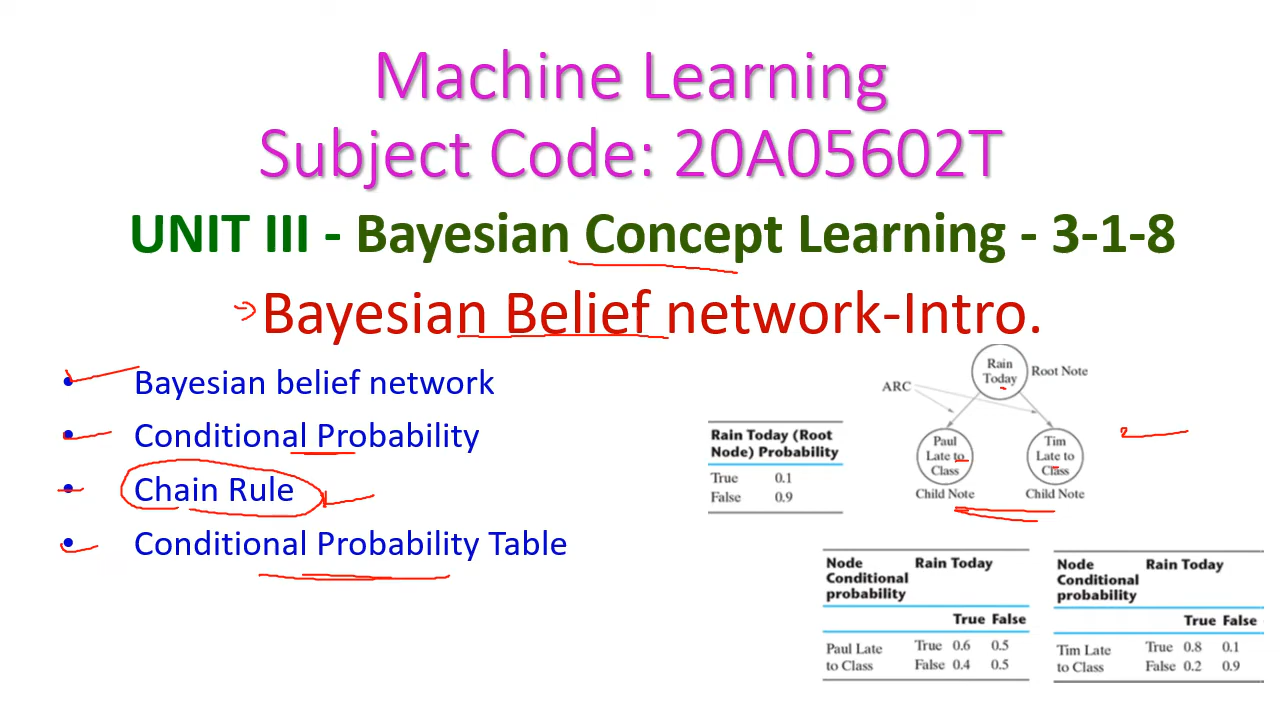 Machine Learning
Subject Code: 20A05602T
UNIT III - Bayesian Concept Learning - 3-1-8
Bayesian Belief network-Intro.
• Bayesian belief network
• Conditional Probability
• Chain Rule
• Conditional Probability Table
Rain
Today
Root Note
ARC
Paul
Late to
Class
Tim
Late to
Class
Child Note
Child Note
Rain Today (Root
Node) Probability
True 0.1
False 0.9
Node Rain Today
Conditional
probability
True False
Paul Late True 0.6 0.5
to Class False 0.4 0.5
Node Rain Today
Conditional
probability
True False
Tim Late True 0.8 0.1
to Class False 0.2 0.9